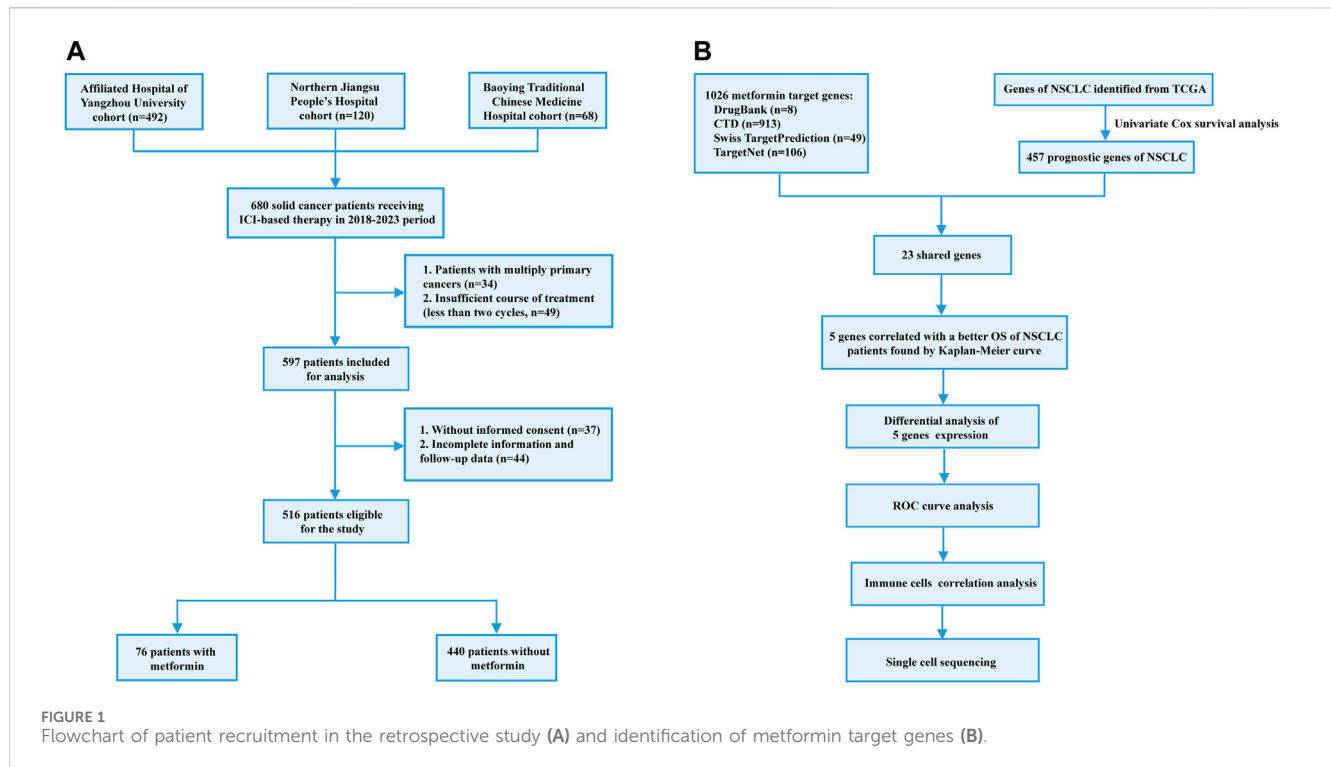 A
Affiliated Hospital of
Yangzhou University
cohort (n=492)
Northern Jiangsu
People's Hospital
cohort (n=120)
Baoying Traditional
Chinese Medicine
Hospital cohort (n=68)
680 solid cancer patients receiving
ICI-based therapy in 2018-2023 period
1. Patients with multiply primary
cancers (n=34)
2. Insufficient course of treatment
(less than two cycles, n=49)
597 patients included
for analysis
1. Without informed consent (n=37)
2. Incomplete information and
follow-up data (n=44)
516 patients eligible
for the study
76 patients with
metformin
440 patients without
metformin
B
1026 metformin target genes:
DrugBank (n=8)
CTD (n=913)
Swiss TargetPrediction (n=49)
TargetNet (n=106)
Genes of NSCLC identified from TCGA
Univariate Cox survival analysis
457 prognostic genes of NSCLC
23 shared genes
5 genes correlated with a better OS of NSCLC
patients found by Kaplan-Meier curve
Differential analysis of
5 genes expression
ROC curve analysis
Immune cells correlation analysis
Single cell sequencing
FIGURE 1
Flowchart of patient recruitment in the retrospective study (A) and identification of metformin target genes (B).